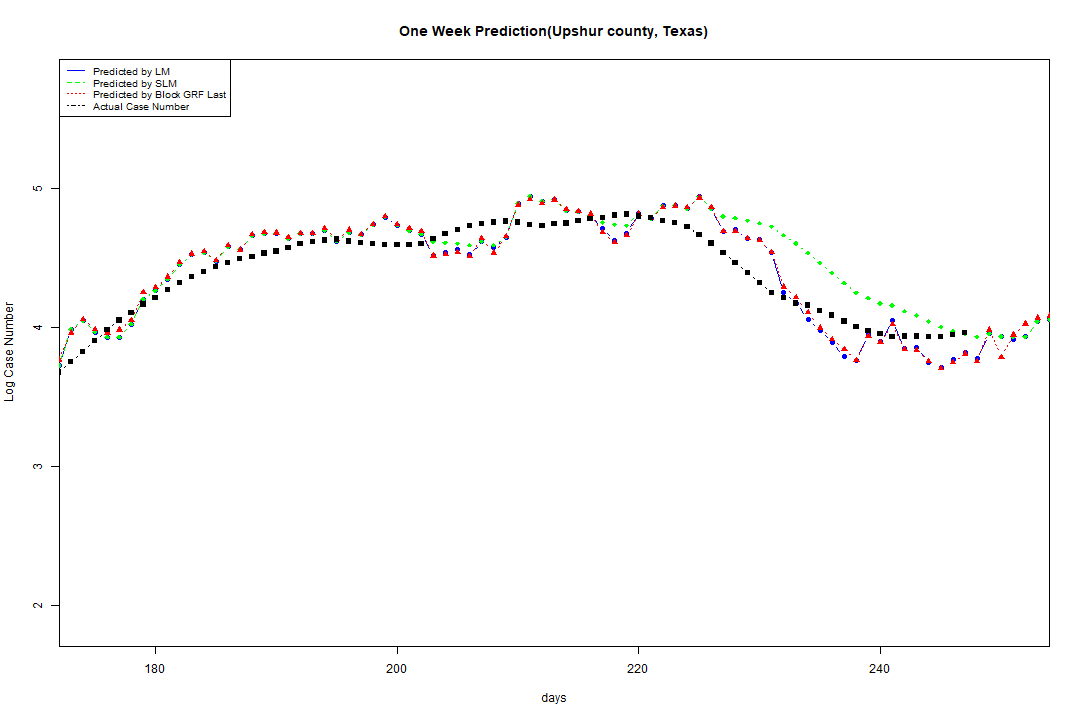 One Week Prediction(Upshur county, Texas)
Predicted by LM
Predicted by SLM
Predicted by Block GRF Last
Actual Case Number
5
4
3
2
Log Case Number
180 200 220 240
days